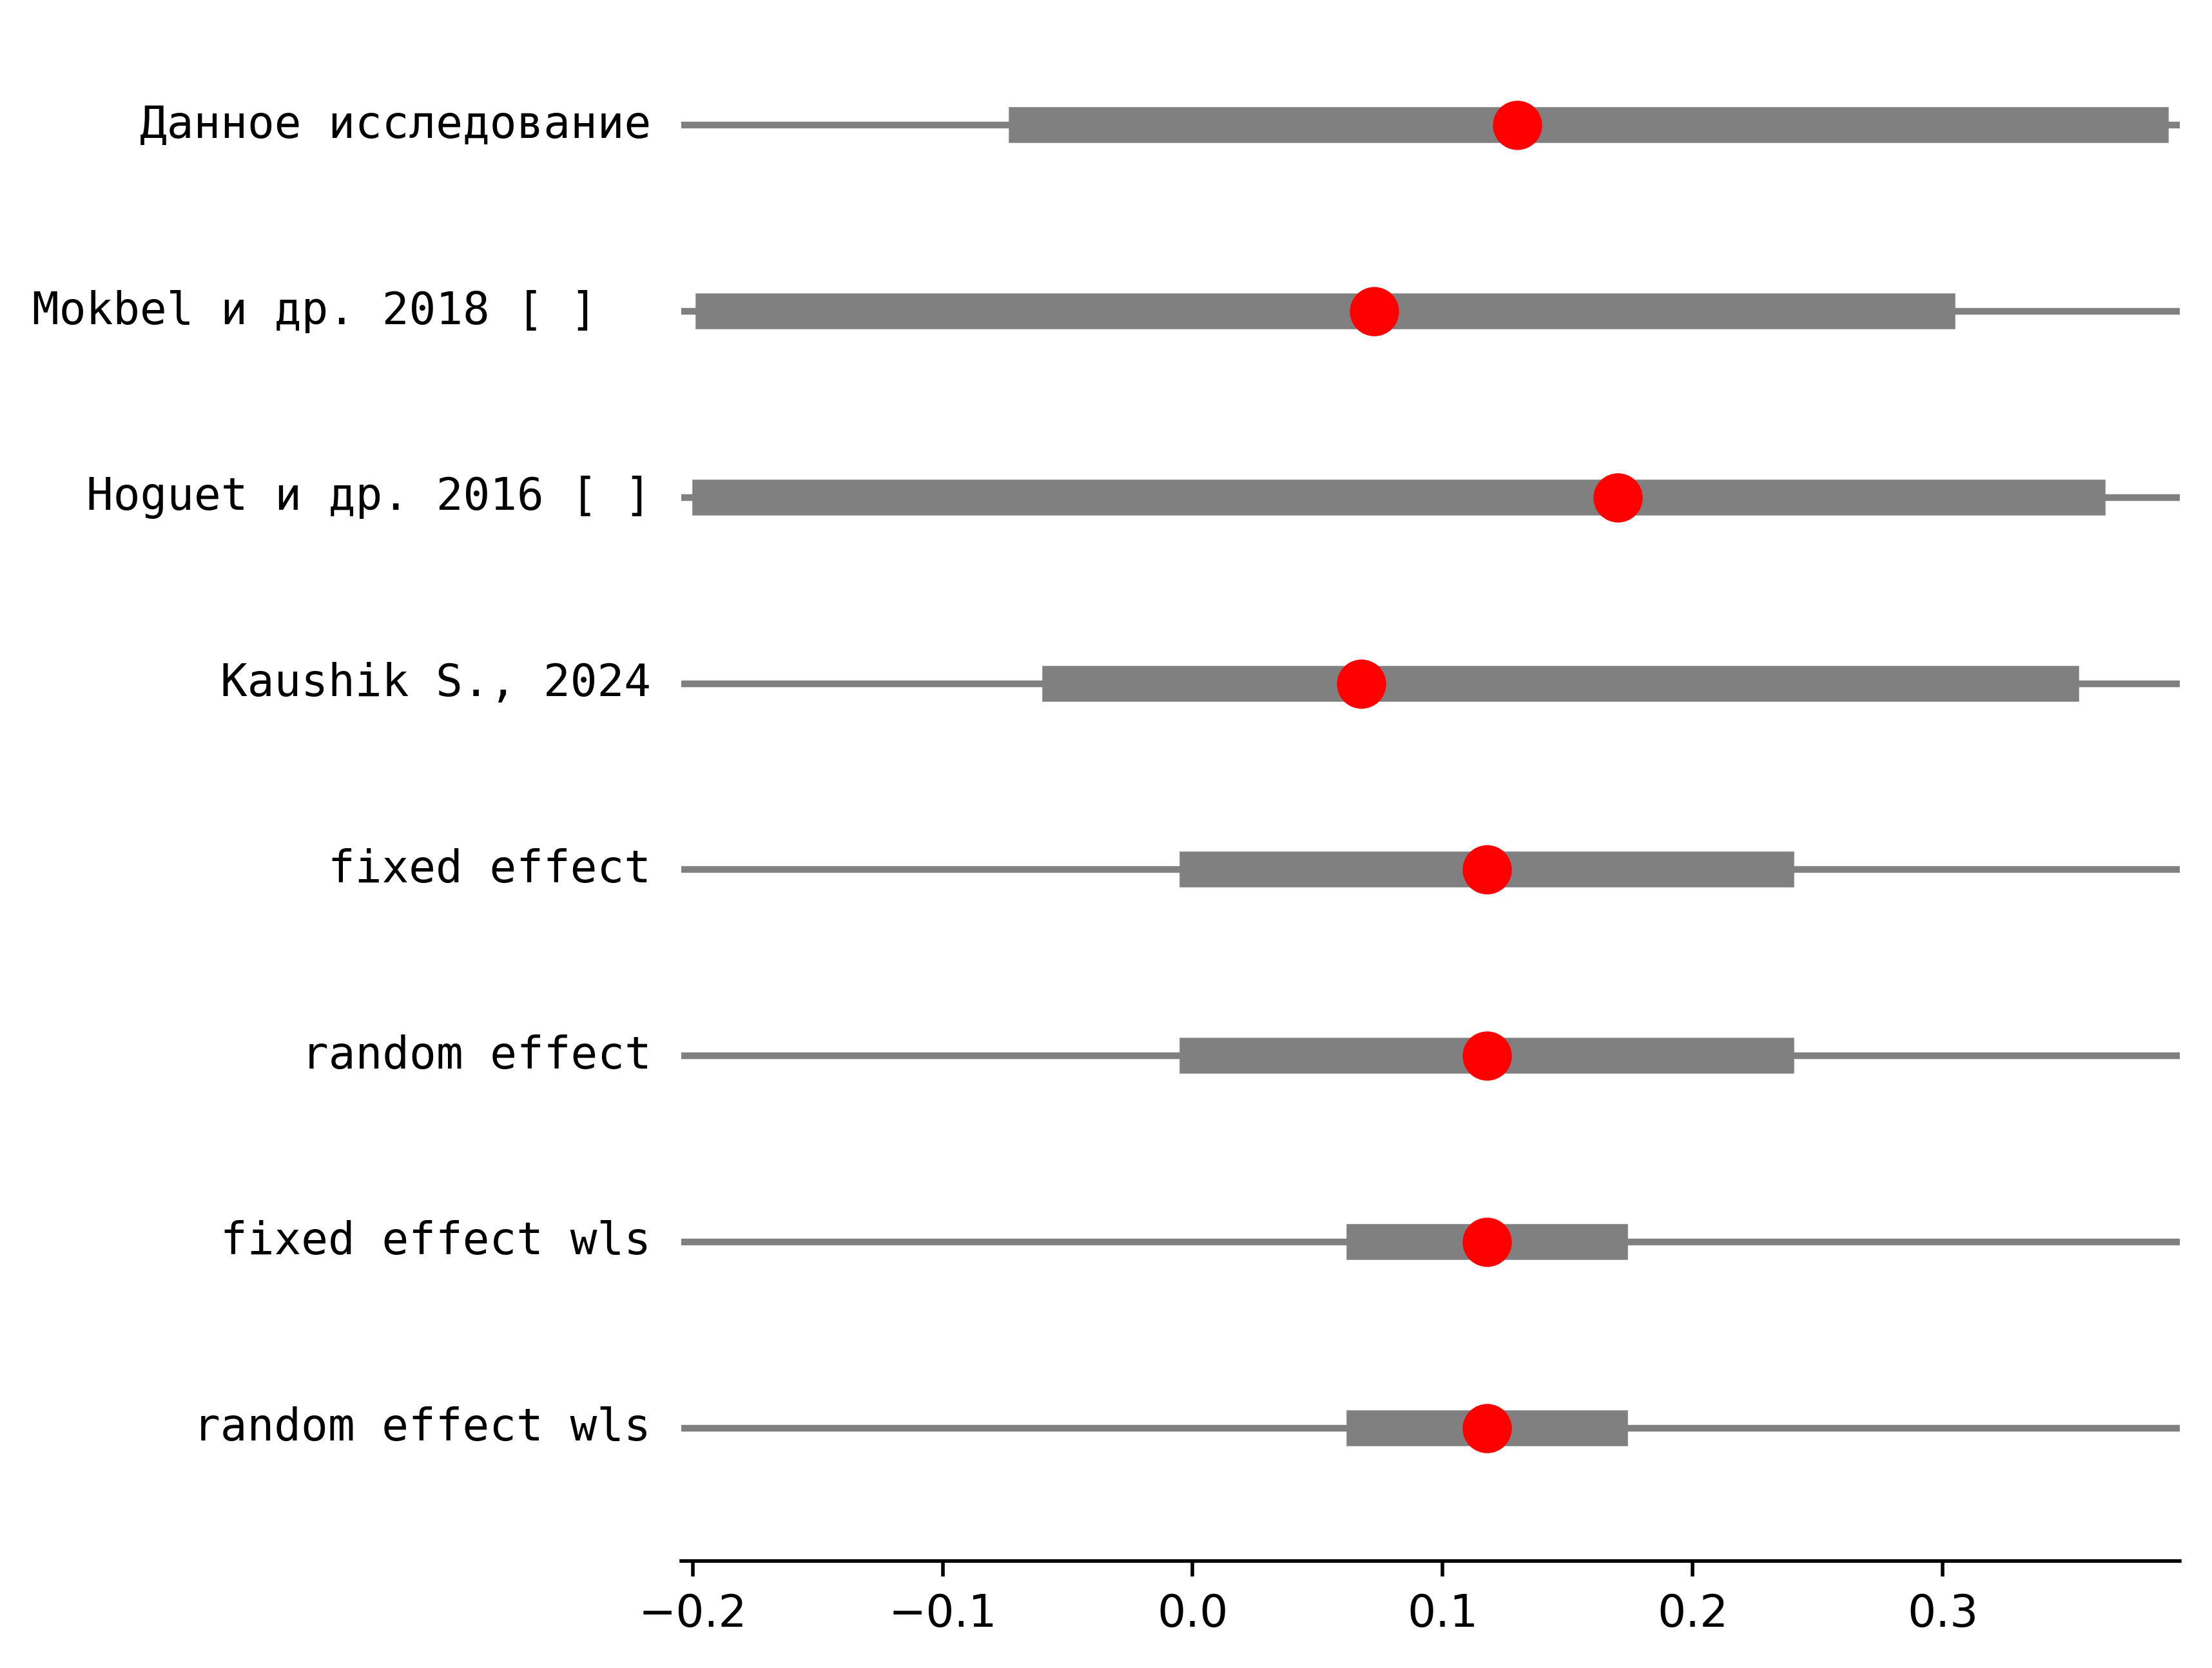 Данное исследование
Mokbel и др. 2018 [ ]
Hoguet и др. 2016 [ ]
Kaushik S., 2024
fixed effect
random effect
fixed effect wls
random effect wls
−0.2 −0.1 0.0 0.1 0.2 0.3